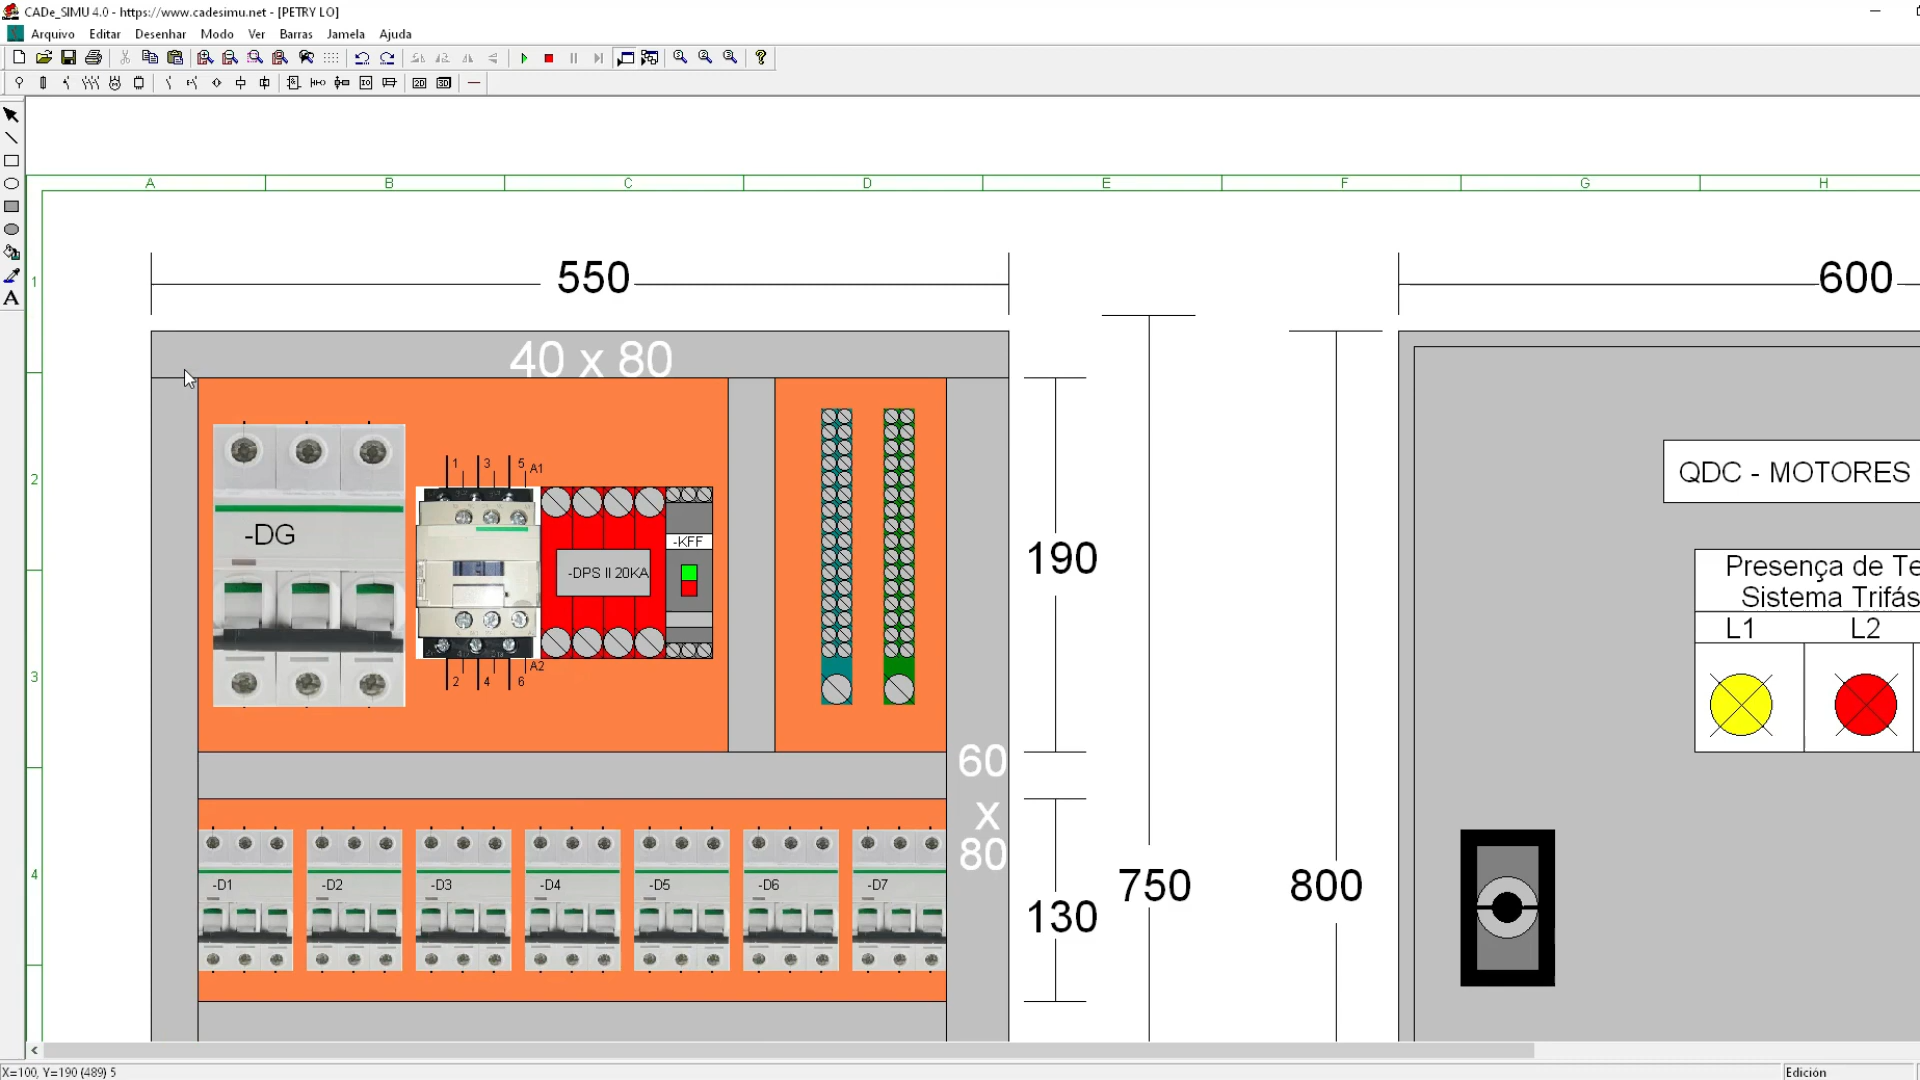 CADe_SIMU 4.0 - https://www.cadesimu.net - [PETRY LO]
Arquivo Editar Desenhar Modo Ver Barras Jamela Ajuda
A B C D E F G H
1
2
3
4
550
600
40 x 80
1 3 5 A1
-DG
-KFF
-DPS II 20KA
2 4 6 A2
190
QDC - MOTORES
Presença de Te
Sistema Trifás
L1 L2
60
x
80
-D1 -D2 -D3 -D4 -D5 -D6 -D7
750
800
130
X=100, Y=190 (489) 5
Edición